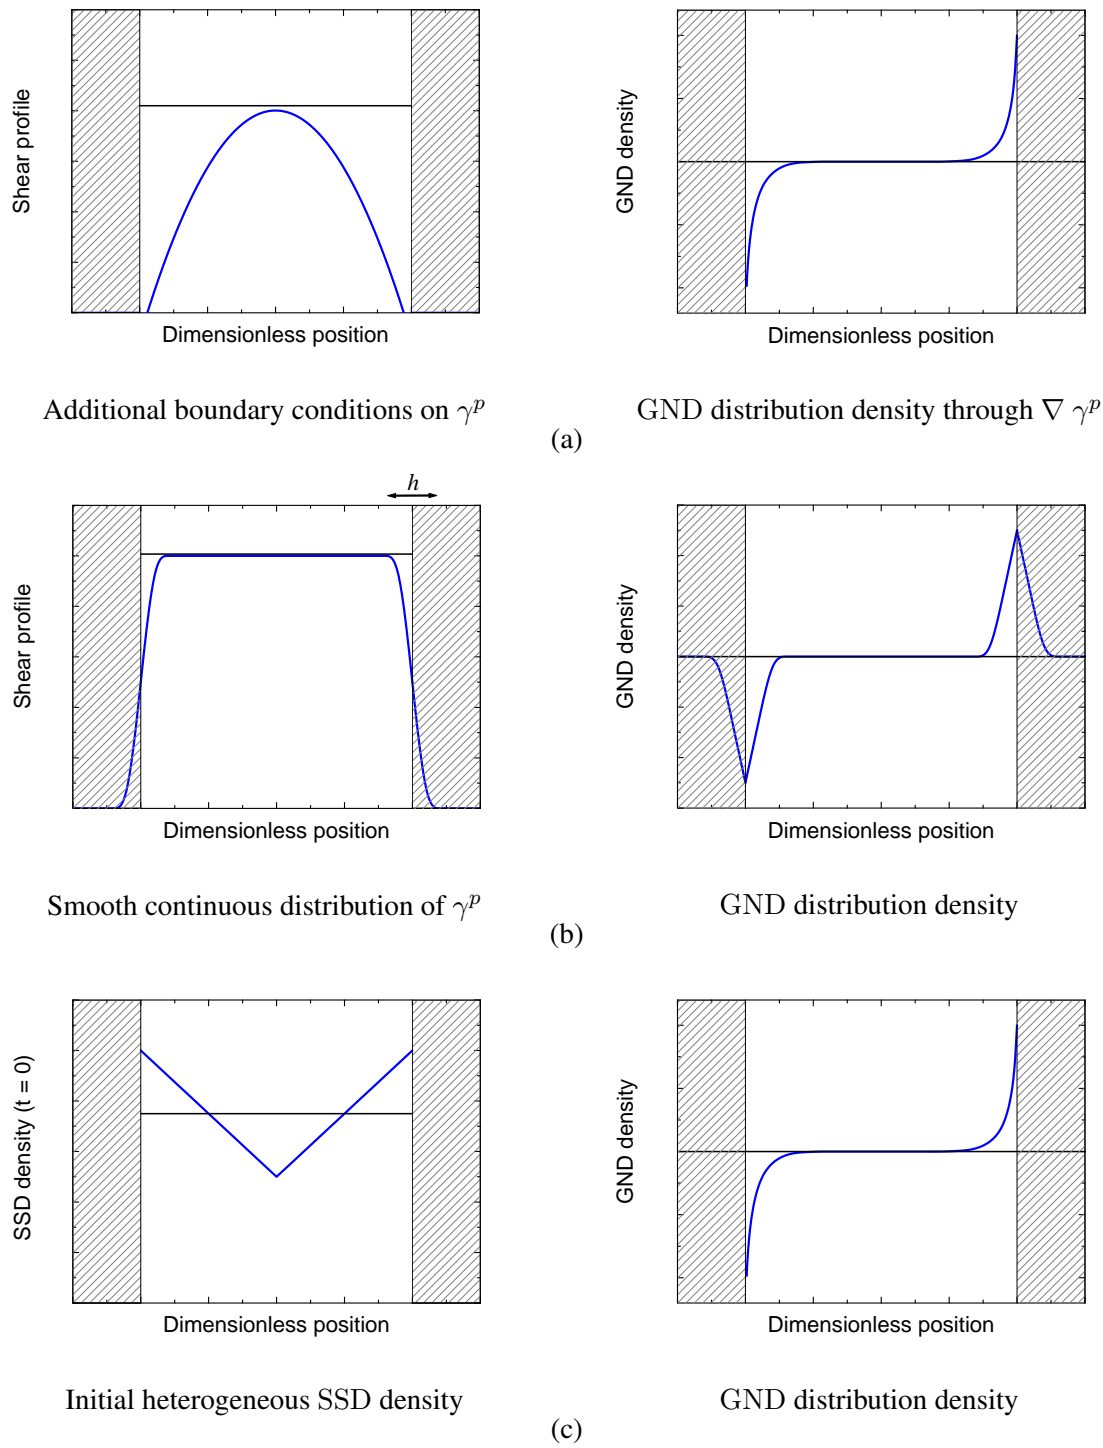 Shear profile
Dimensionless position
GND density
Dimensionless position
Additional boundary conditions on γ^p
GND distribution density through ∇ γ^p
(a)
h
Shear profile
Dimensionless position
GND density
Dimensionless position
Smooth continuous distribution of γ^p
GND distribution density
(b)
SSD density (t = 0)
Dimensionless position
GND density
Dimensionless position
Initial heterogeneous SSD density
GND distribution density
(c)